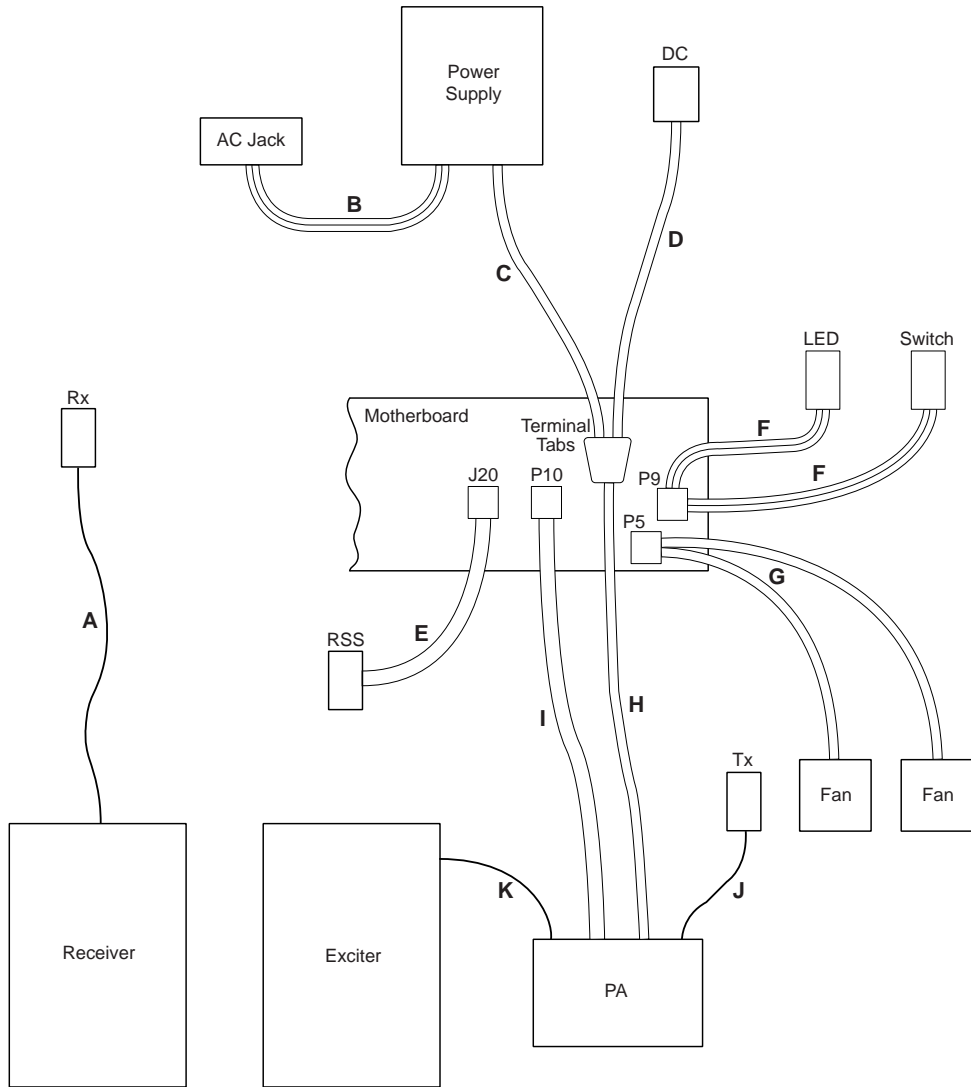 Power
Supply
DC
AC Jack
B
D
C
LED
Switch
Rx
Motherboard
Terminal
Tabs
F
F
J20
P10
P9
P5
G
A
E
RSS
I
H
Tx
Fan
Fan
K
J
Receiver
Exciter
PA